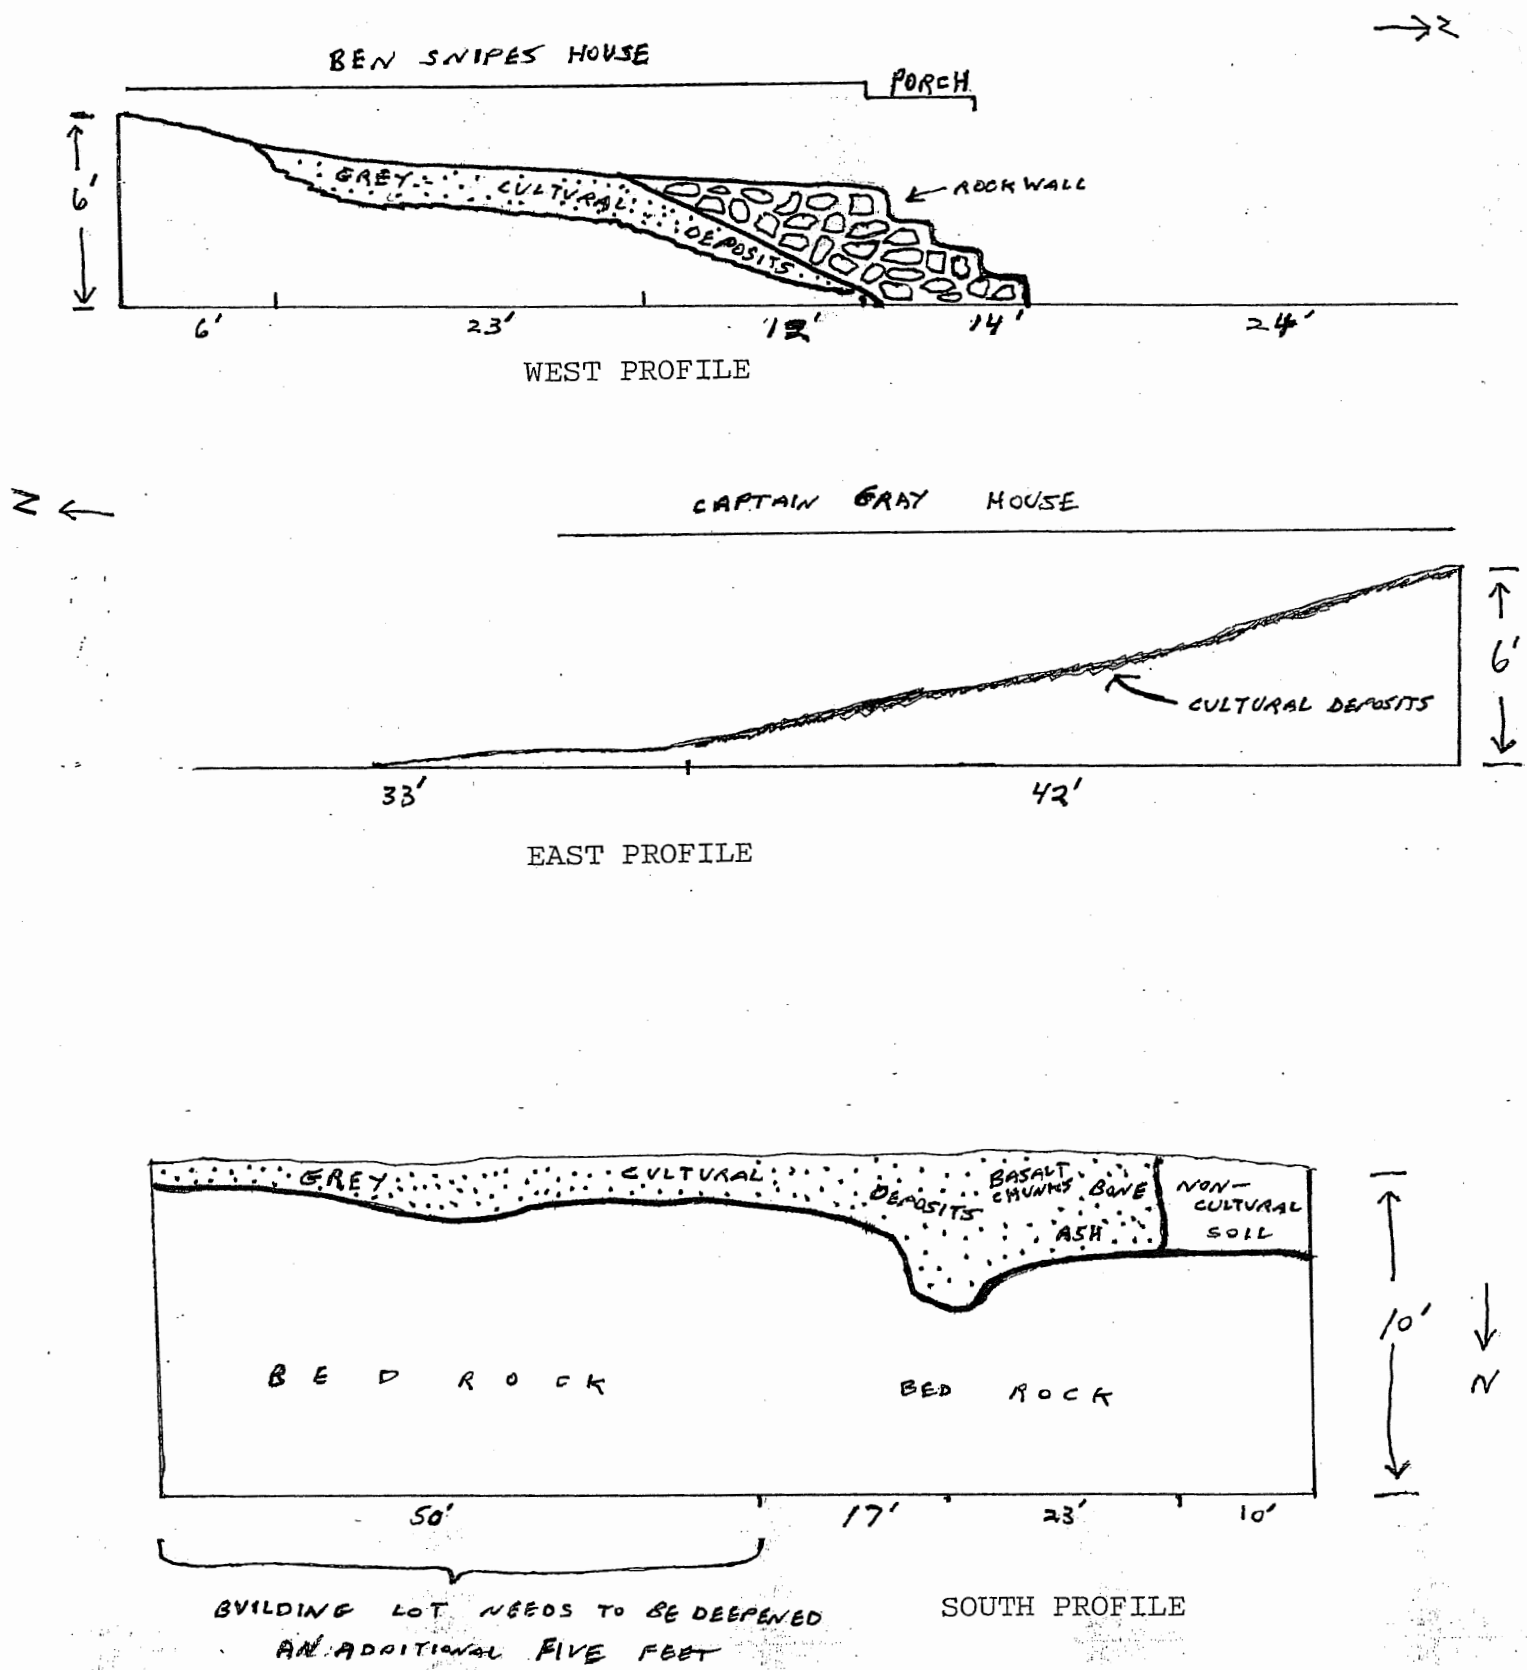 N
BEN SNIPES HOUSE
PORCH
6'
GREY
CULTURAL
DEPOSITS
ROCK WALL
6' 23' 12' 14' 24'
WEST PROFILE
N
CAPTAIN GRAY HOUSE
6'
CULTURAL DEPOSITS
33' 42'
EAST PROFILE
GREY CULTURAL DEPOSITS
BASALT
CHUNKS
BONE
ASH
NON-
CULTURAL
SOIL
10'
N
BED ROCK BED ROCK
50' 17' 23' 10'
BUILDING LOT NEEDS TO BE DEEPENED
AN ADDITIONAL FIVE FEET
SOUTH PROFILE